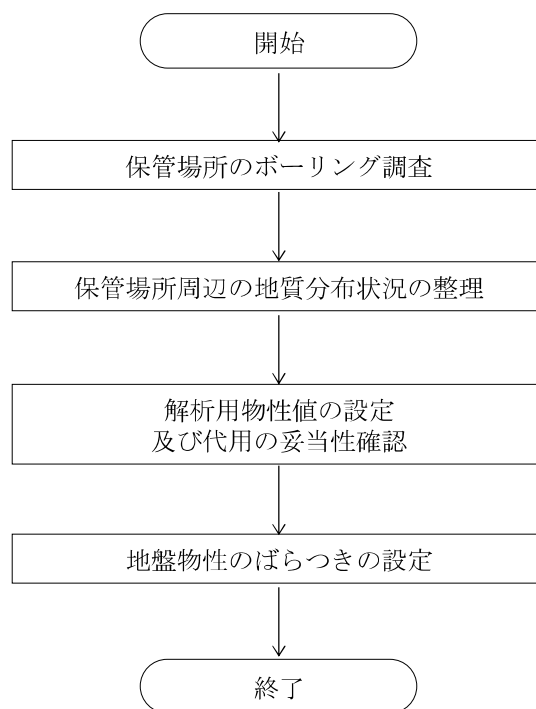 開始
保管場所のボーリング調査
保管場所周辺の地質分布状況の整理
解析用物性値の設定
及び代用の妥当性確認
地盤物性のばらつきの設定
終了